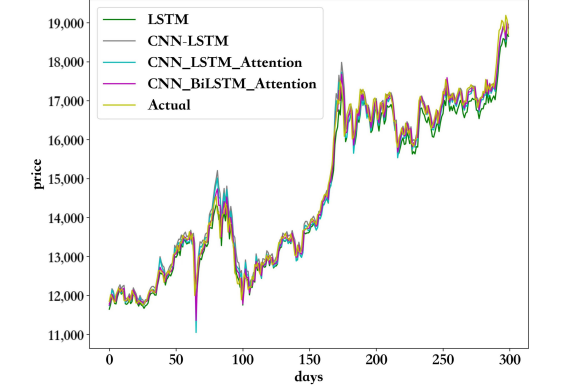 LSTM
CNN-LSTM
CNN_LSTM_Attention
CNN_BiLSTM_Attention
Actual
price
19,000
18,000
17,000
16,000
15,000
14,000
13,000
12,000
11,000
0 50 100 150 200 250 300
days